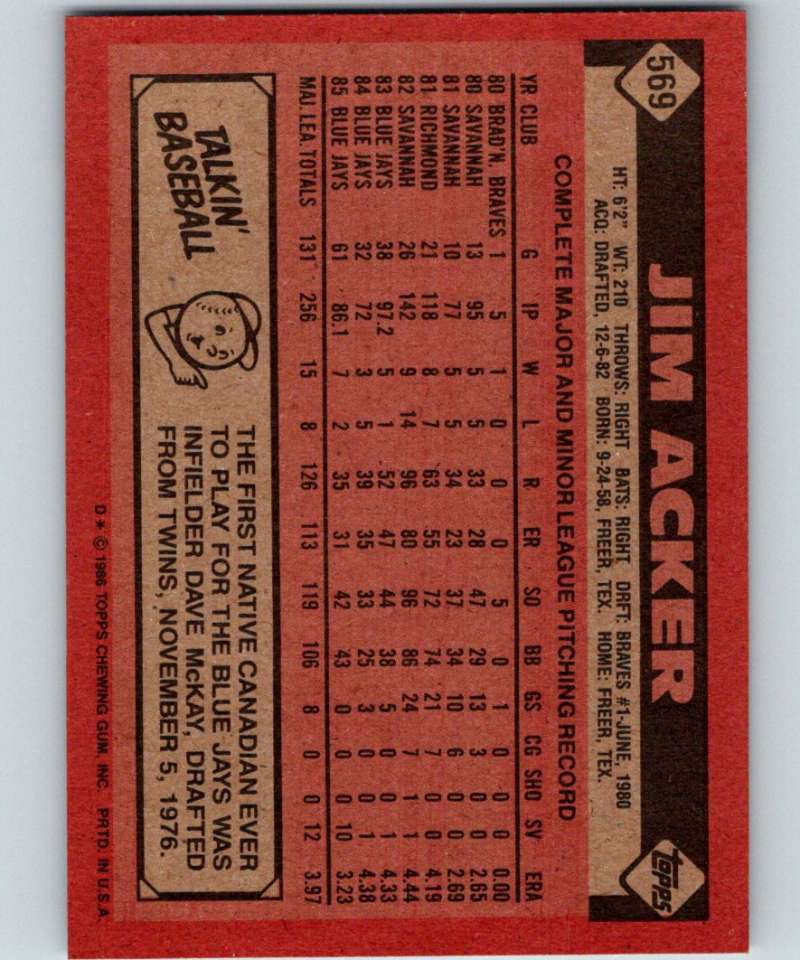 569
JIM ACKER
topps
HT: 6'2" WT: 210 THROWS: RIGHT BATS: RIGHT DRFT: BRAVES #1-JUNE, 1980
ACQ: DRAFTED, 12-6-82 BORN: 9-24-58, FREER, TEX. HOME: FREER, TEX.
COMPLETE MAJOR AND MINOR LEAGUE PITCHING RECORD
YR CLUB G IP W L R ER SO BB GS CG SHO SV ERA
80 BRAD'N. BRAVES 1 5 1 0 0 0 5 0 1 0 0 0 0.00
80 SAVANNAH 13 95 5 5 33 28 47 29 13 3 0 0 2.65
81 SAVANNAH 10 77 5 5 34 23 37 34 10 6 0 0 2.69
81 RICHMOND 21 118 8 7 63 55 72 74 21 7 0 0 4.19
82 SAVANNAH 26 142 9 14 96 80 96 86 24 7 1 1 4.44
83 BLUE JAYS 38 97.2 5 1 52 47 44 38 5 0 0 1 4.33
84 BLUE JAYS 32 72 3 5 39 35 33 25 3 0 0 1 4.38
85 BLUE JAYS 61 86.1 7 2 35 31 42 43 0 0 0 10 3.23
MAJ. LEA. TOTALS 131 256 15 8 126 113 119 106 8 0 0 12 3.97
TALKIN'
BASEBALL
THE FIRST NATIVE CANADIAN EVER
TO PLAY FOR THE BLUE JAYS WAS
INFIELDER DAVE McKAY, DRAFTED
FROM TWINS, NOVEMBER 5, 1976.
D* © 1986 TOPPS CHEWING GUM, INC. PRTD. IN U.S.A.